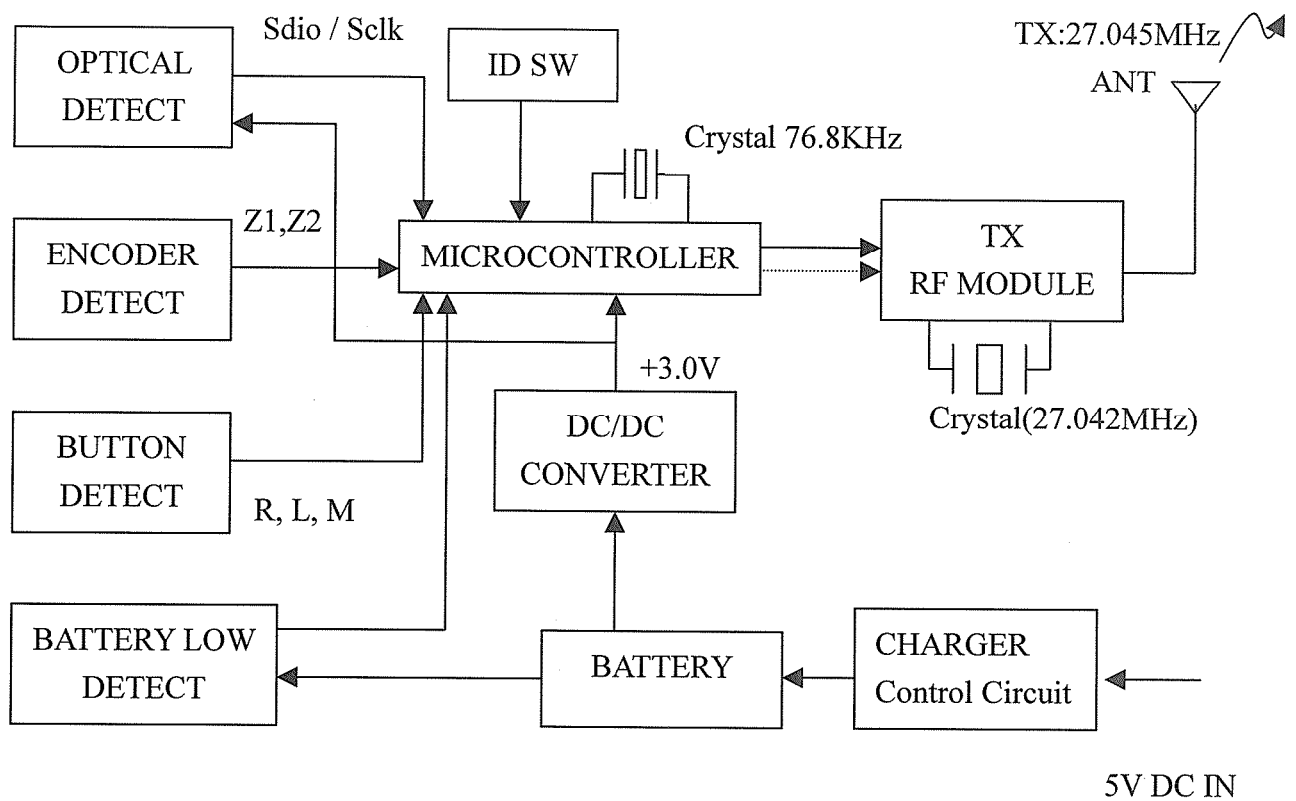 Sdio / Sclk
TX:27.045MHz
OPTICAL
DETECT
ID SW
ANT
Crystal 76.8KHz
Z1,Z2
ENCODER
DETECT
MICROCONTROLLER
TX
RF MODULE
+3.0V
Crystal(27.042MHz)
BUTTON
DETECT
DC/DC
CONVERTER
R, L, M
BATTERY LOW
DETECT
BATTERY
CHARGER
Control Circuit
5V DC IN